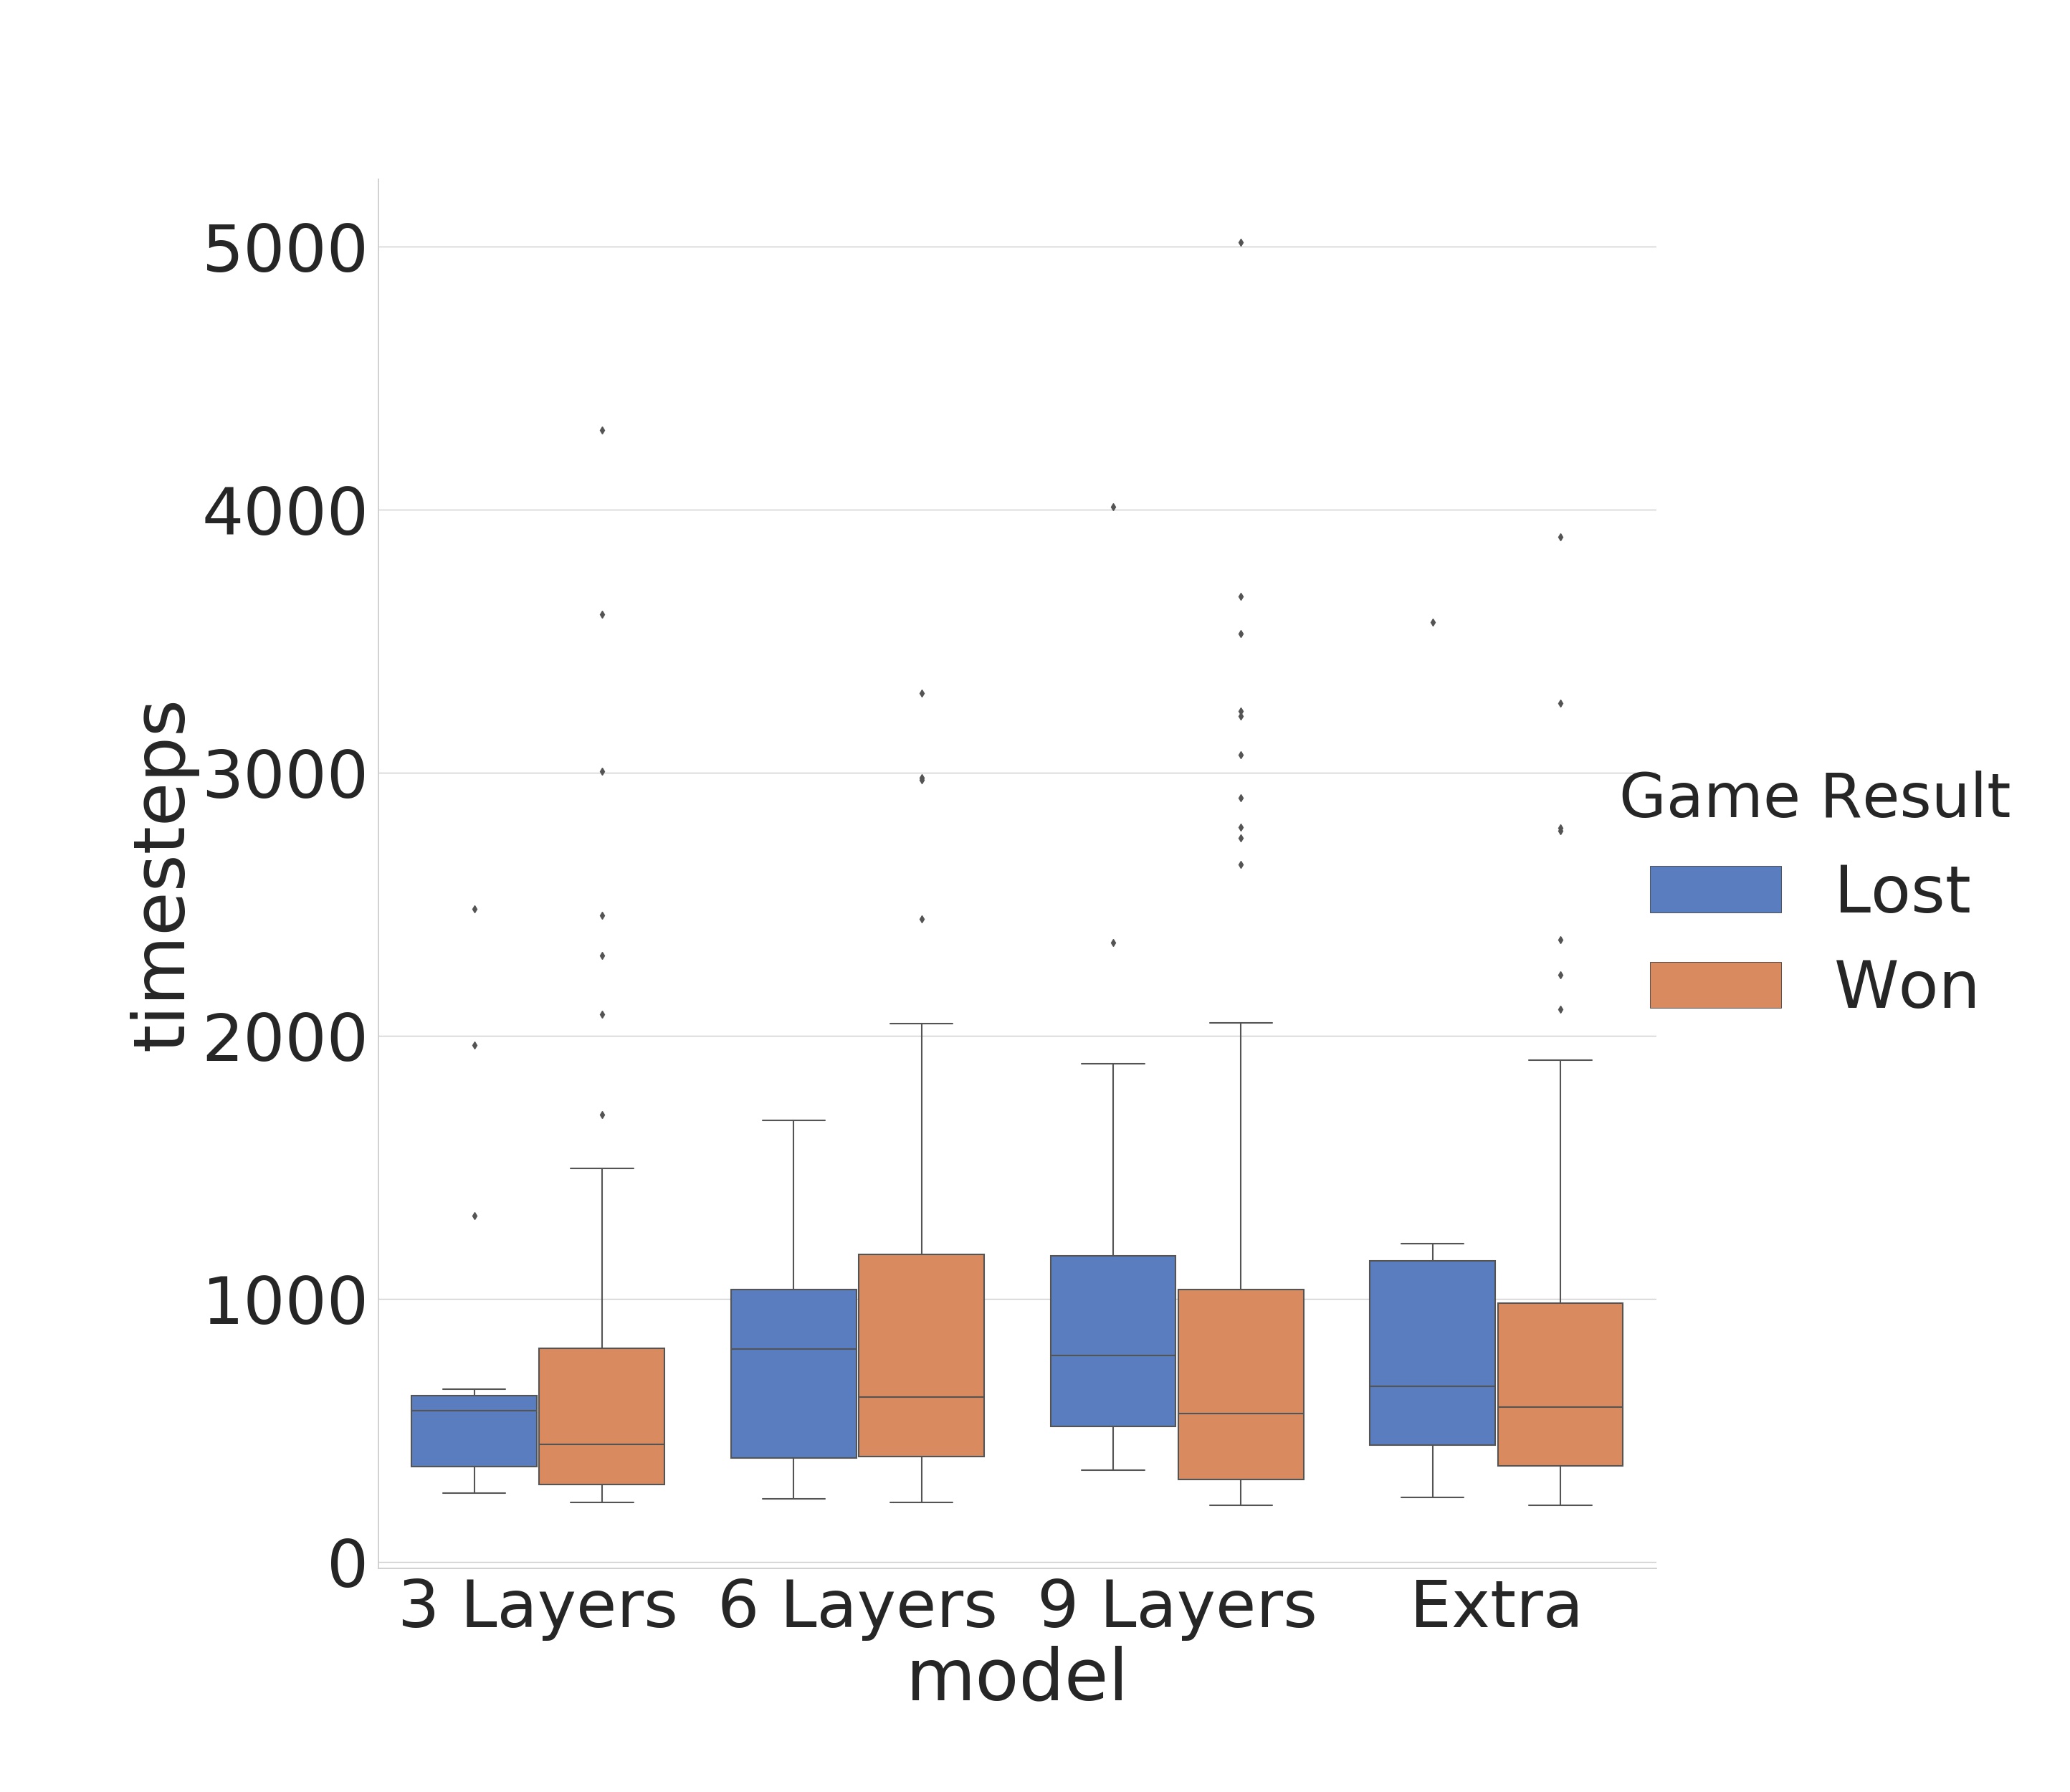 5000
4000
3000
2000
1000
0
timesteps
3 Layers 6 Layers 9 Layers Extra
model
Game Result
Lost
Won